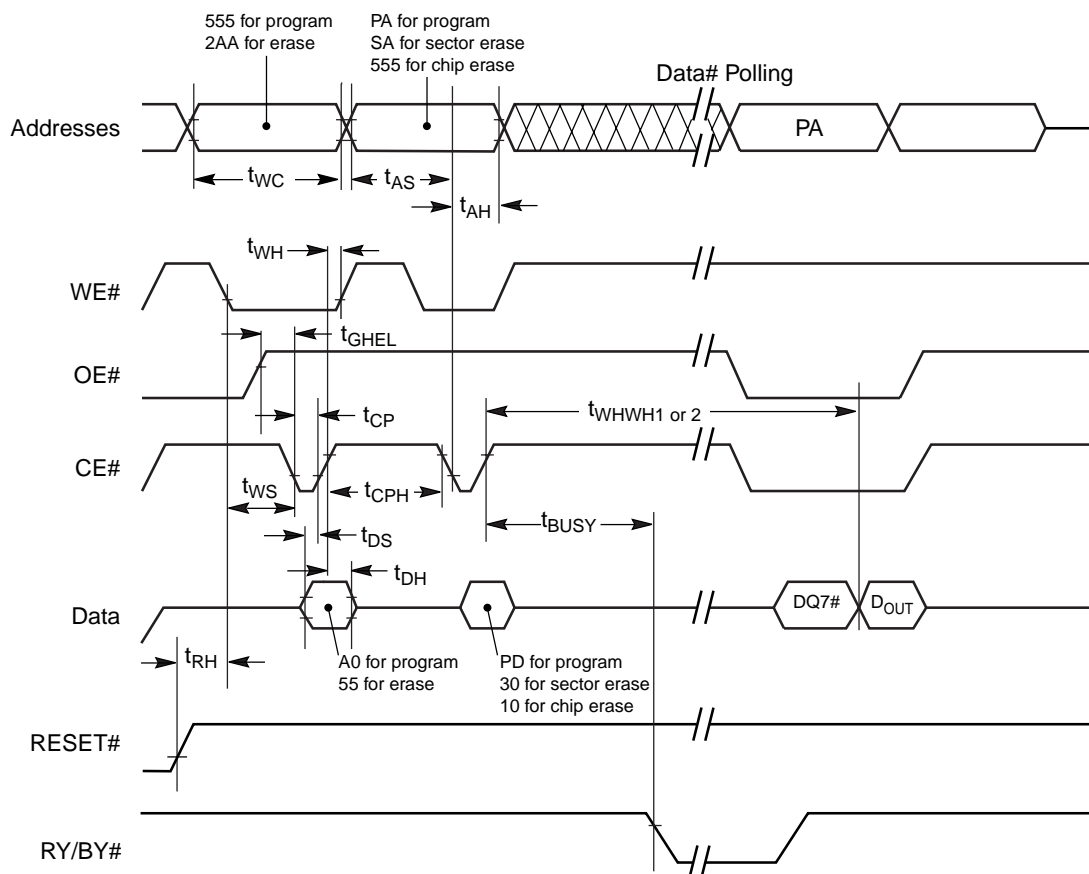 555 for program
2AA for erase
PA for program
SA for sector erase
555 for chip erase
Data# Polling
Addresses
PA
tWC
tAS
tAH
tWH
WE#
tGHEL
OE#
tCP
tWHWH1 or 2
CE#
tWS
tCPH
tDS
tBUSY
tDH
Data
DQ7#
DOUT
tRH
A0 for program
55 for erase
PD for program
30 for sector erase
10 for chip erase
RESET#
RY/BY#